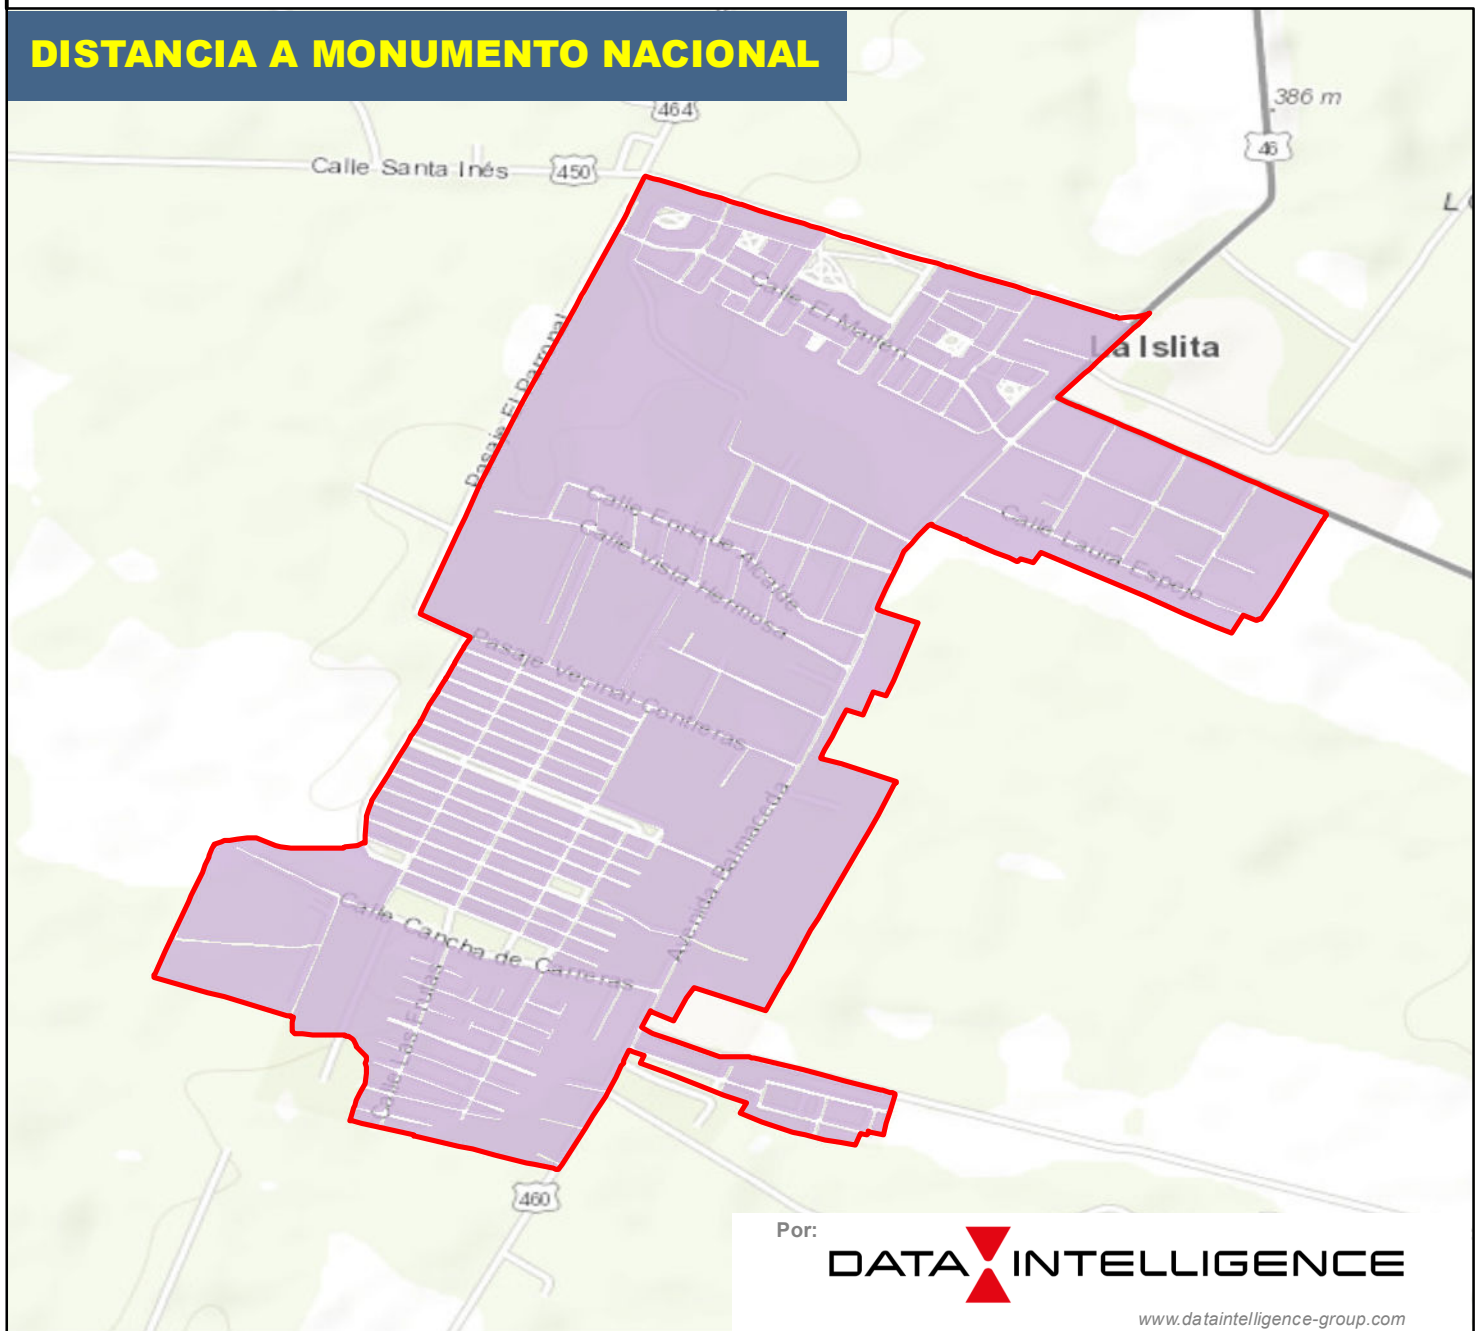 DISTANCIA A MONUMENTO NACIONAL
464
386 m
46
Calle Santa Inés
450
L
Calle El Maiten
La Islita
Pasaje El Parronal
Calle Enrique Alcalde
Calle Vista Hermosa
Calle Laura Espejo
Pasaje Vecinal Contreras
Avenida Balmaceda
Calle Cancha de Carreras
Calle Las Frutas
460
Por:
DATA INTELLIGENCE
www.dataintelligence-group.com